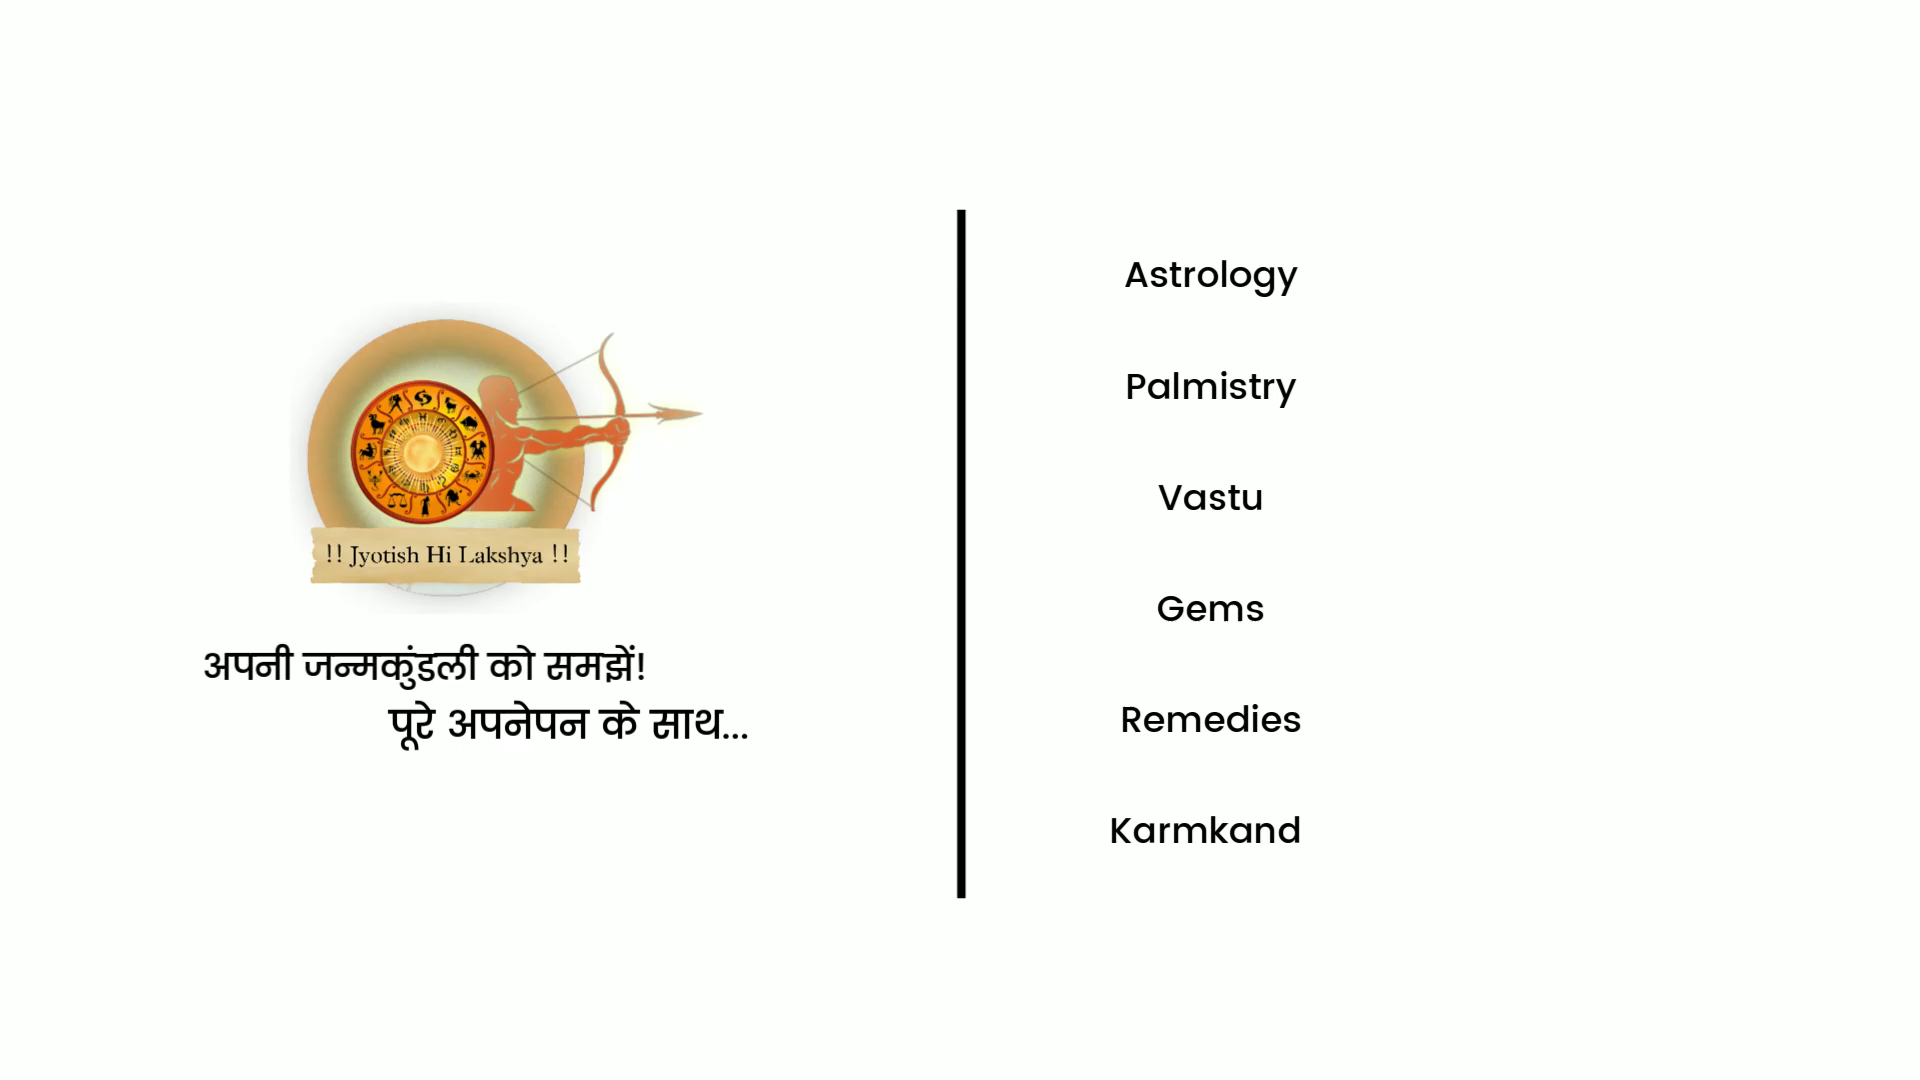 !! Jyotish Hi Lakshya !!
अपनी जन्मकुंडली को समझें!
पूरे अपनेपन के साथ...
Astrology
Palmistry
Vastu
Gems
Remedies
Karmkand